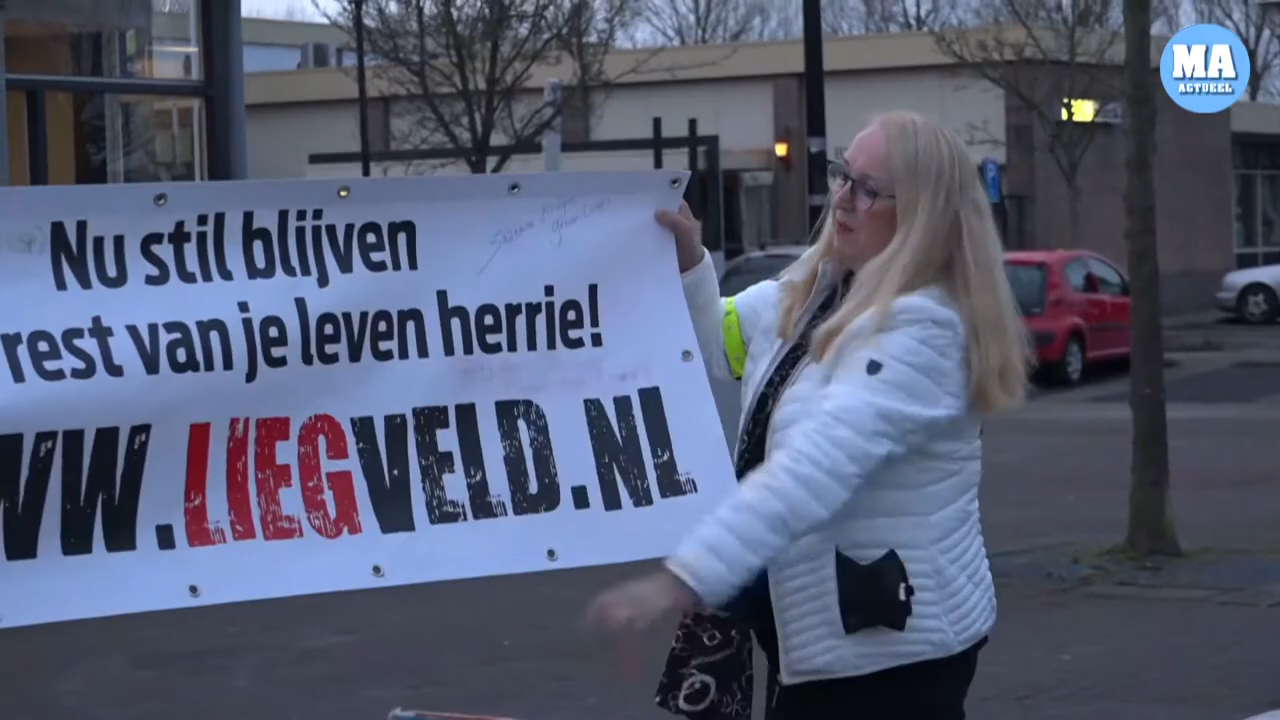 Nu stil blijven
rest van je leven herrie!
WW.LIEGVELD.NL
MA
ACTUEEL